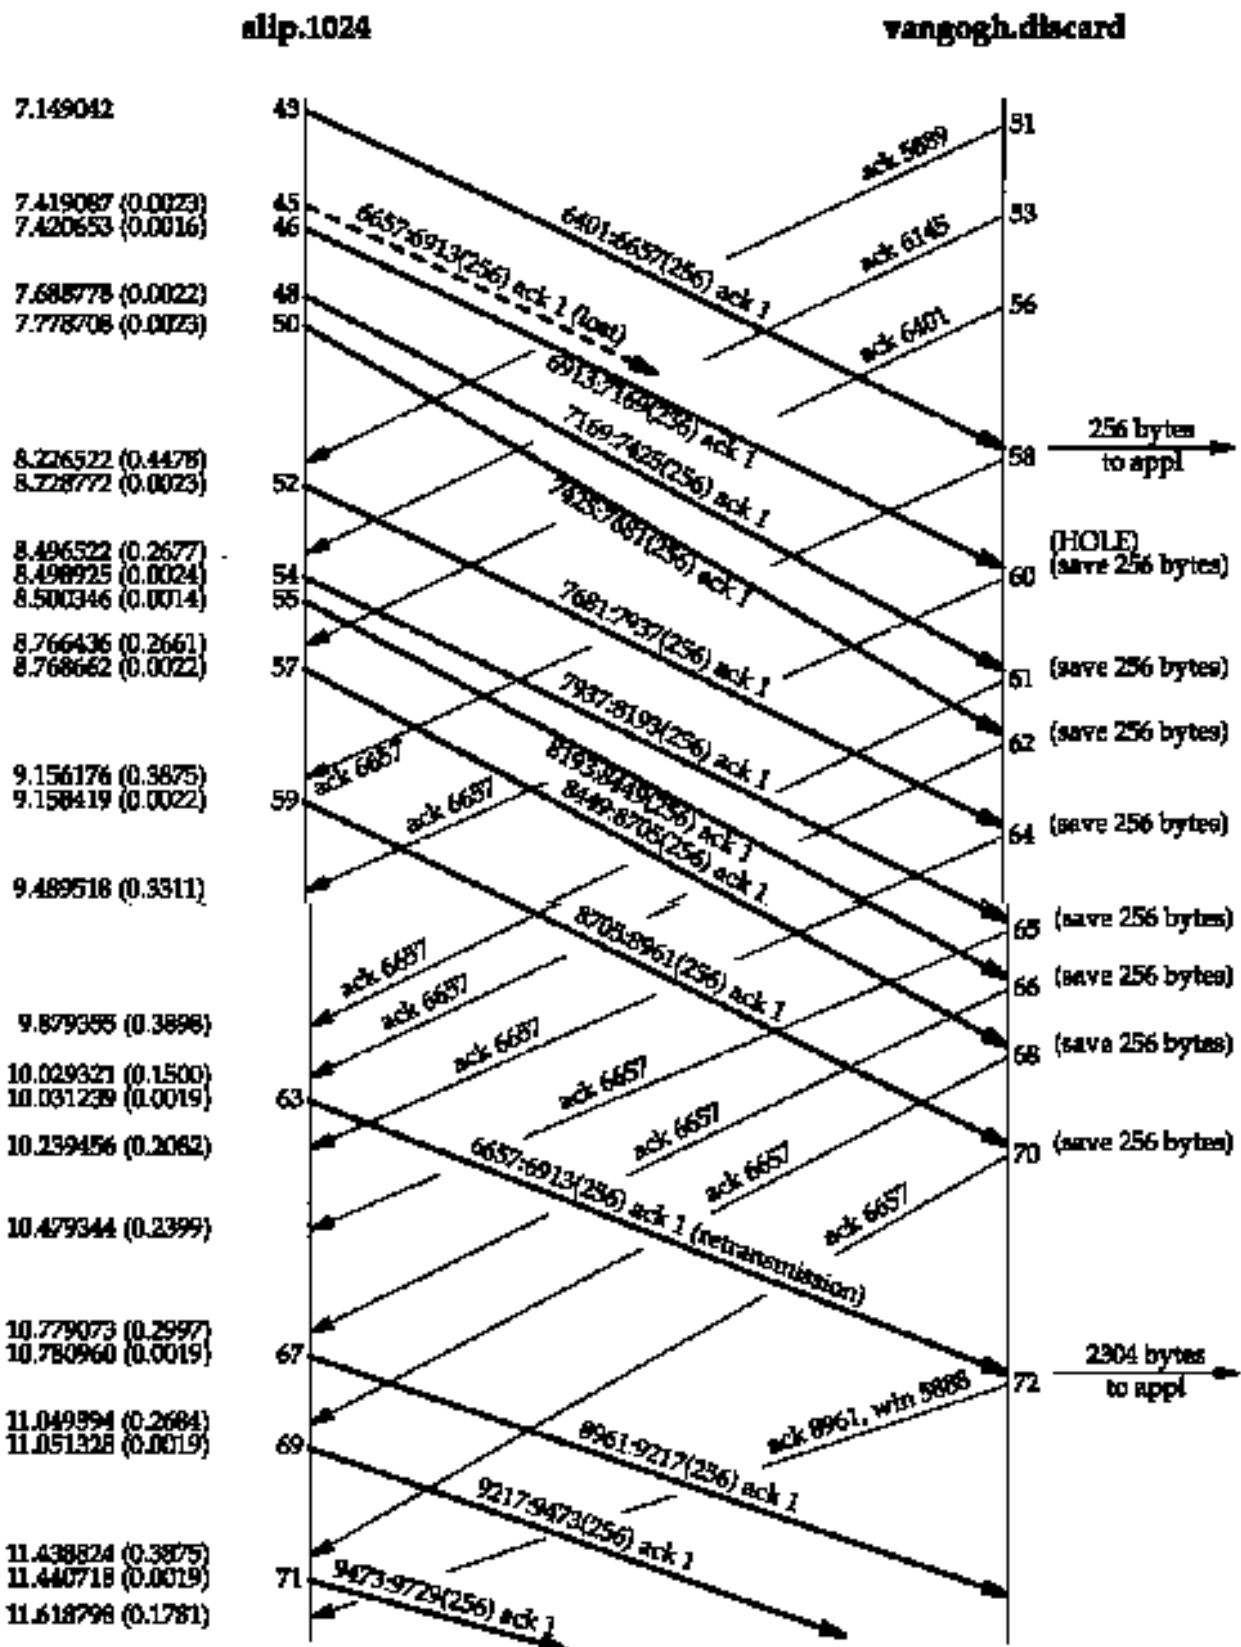 slip.1024
vangogh.discard
7.149042
43
51
ack 5889
7.419087 (0.0023)
45
53
7.420653 (0.0016)
46
6657:6913(256) ack 1 (lost)
6401:6657(256) ack 1
ack 6145
7.688778 (0.0022)
48
56
7.778708 (0.0023)
50
ack 6401
6913:7169(256) ack 1
7169:7425(256) ack 1
256 bytes
to appl
8.226522 (0.4478)
58
8.228772 (0.0023)
52
7425:7681(256) ack 1
(HOLE)
8.496522 (0.2677)
(save 256 bytes)
8.498925 (0.0024)
54
60
8.500346 (0.0014)
55
7681:7937(256) ack 1
8.766436 (0.2661)
8.768662 (0.0022)
57
61
(save 256 bytes)
7937:8193(256) ack 1
62
(save 256 bytes)
9.156176 (0.3875)
ack 6657
8193:8449(256) ack 1
9.158419 (0.0022)
59
ack 6657
8449:8705(256) ack 1
64
(save 256 bytes)
9.489518 (0.3311)
8705:8961(256) ack 1
65
(save 256 bytes)
ack 6657
66
(save 256 bytes)
9.879355 (0.3898)
ack 6657
ack 6657
68
(save 256 bytes)
10.029321 (0.1500)
ack 6657
10.031239 (0.0019)
63
ack 6657
10.239456 (0.2082)
70
(save 256 bytes)
6657:6913(256) ack 1 (retransmission)
ack 6657
ack 6657
10.479344 (0.2399)
10.779073 (0.2997)
10.780960 (0.0019)
67
2304 bytes
to appl
72
ack 8961, win 5888
11.049594 (0.2684)
11.051328 (0.0019)
69
8961:9217(256) ack 1
9217:9473(256) ack 1
11.438824 (0.3875)
11.440718 (0.0019)
71
9473:9729(256) ack 1
11.618798 (0.1781)